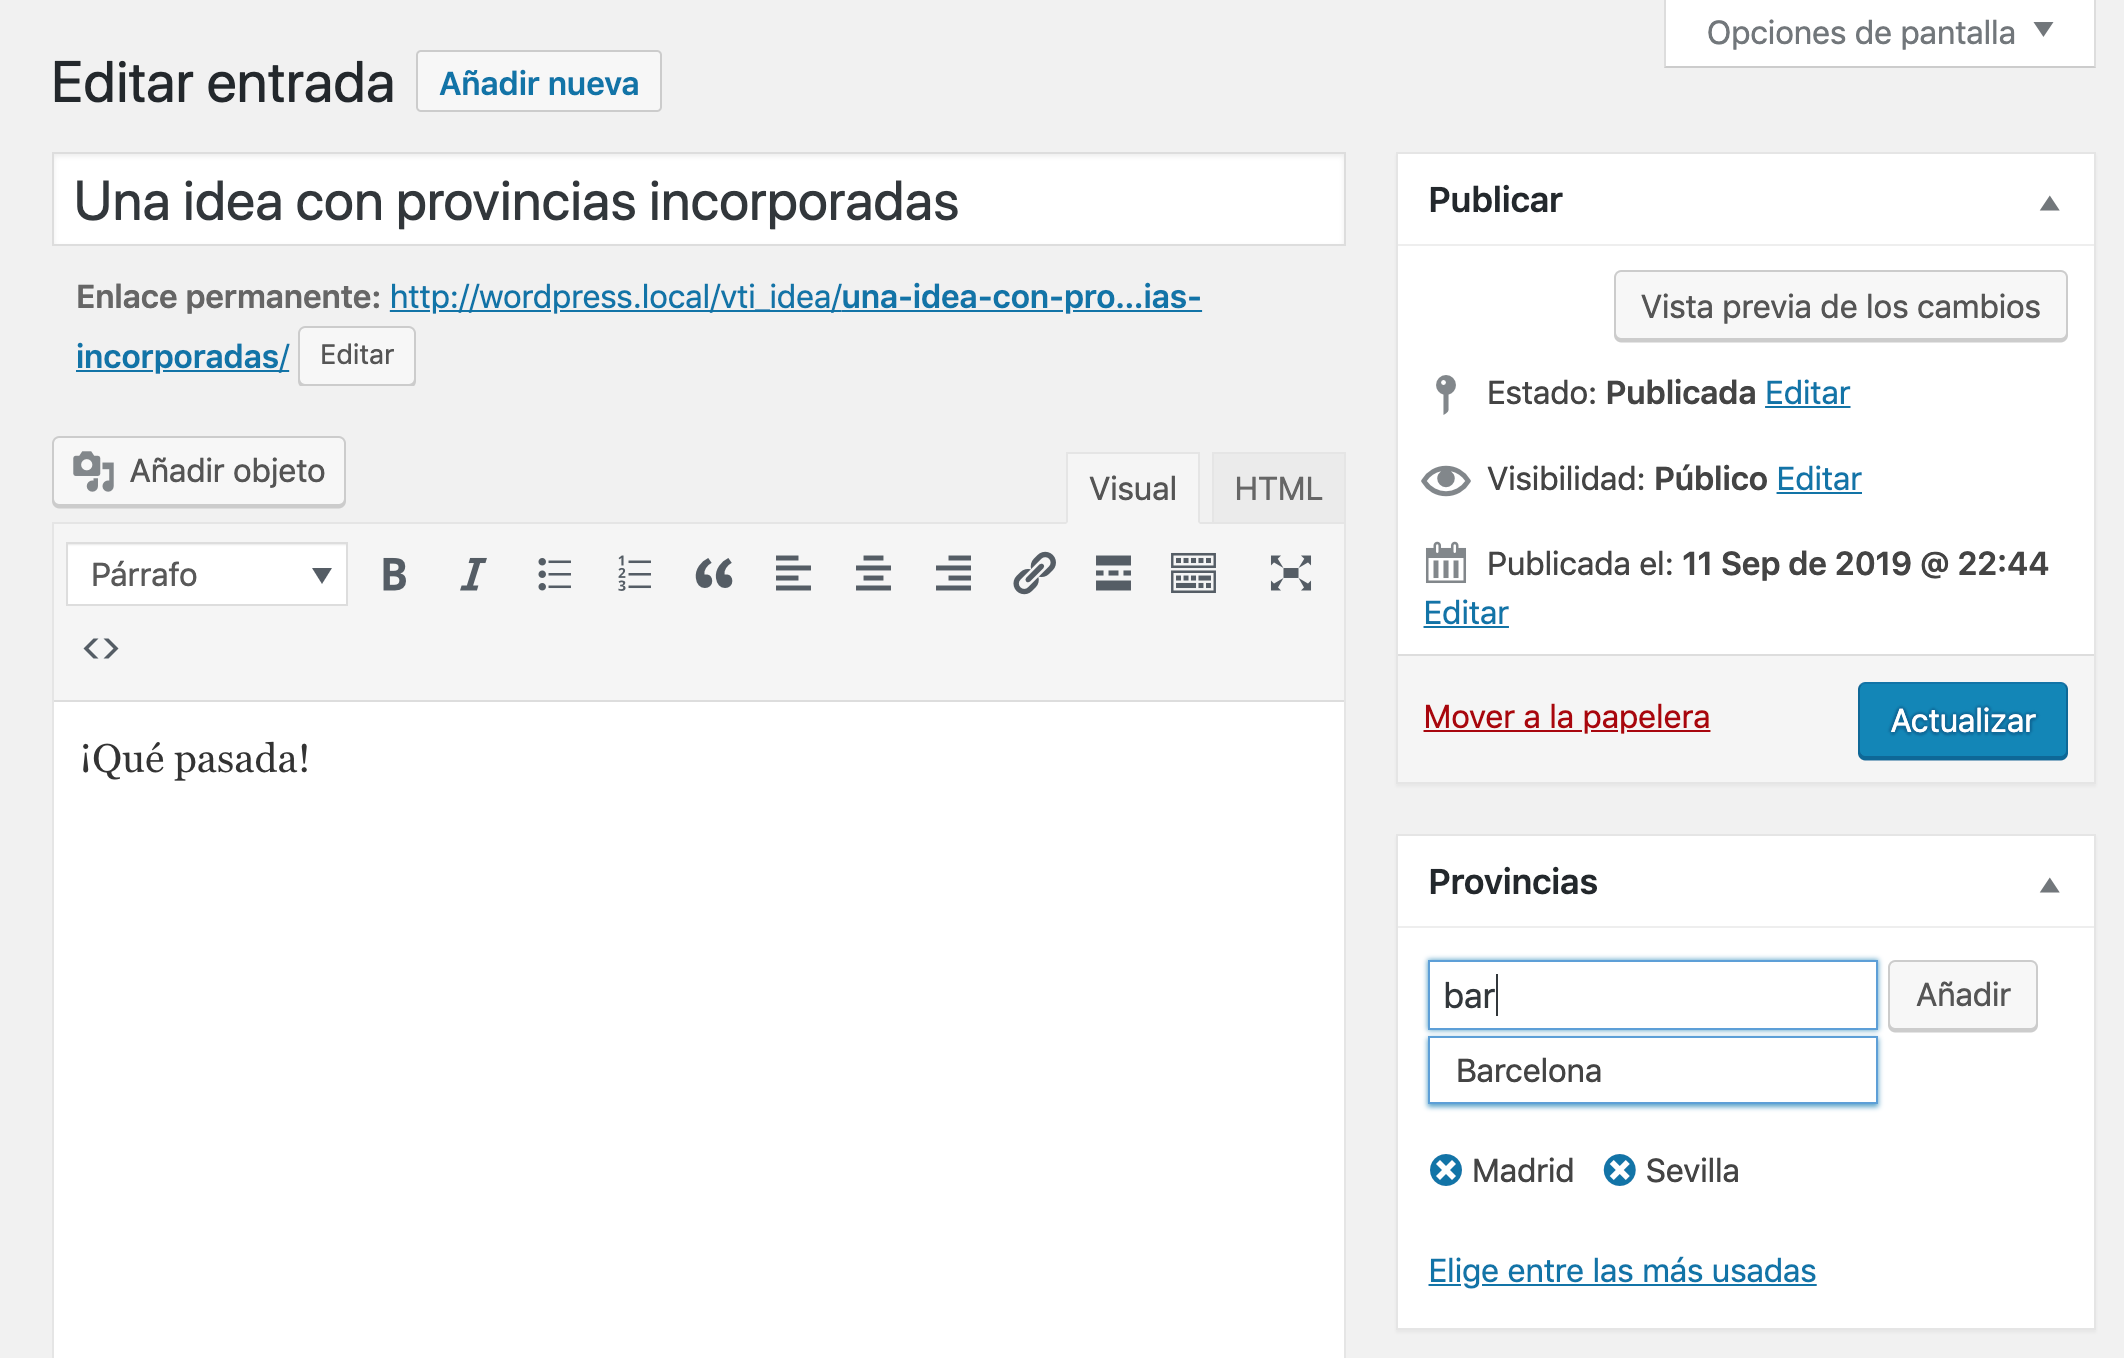 Opciones de pantalla
Editar entrada
Añadir nueva
Una idea con provincias incorporadas
Enlace permanente: http://wordpress.local/vti_idea/una-idea-con-pro...ias-
incorporadas/ Editar
Añadir objeto
Visual
HTML
Párrafo
B I
1
2
3
¡Qué pasada!
Publicar
Vista previa de los cambios
Estado: Publicada Editar
Visibilidad: Público Editar
Publicada el: 11 Sep de 2019 @ 22:44
Editar
Mover a la papelera
Actualizar
Provincias
bar
Añadir
Barcelona
Madrid Sevilla
Elige entre las más usadas